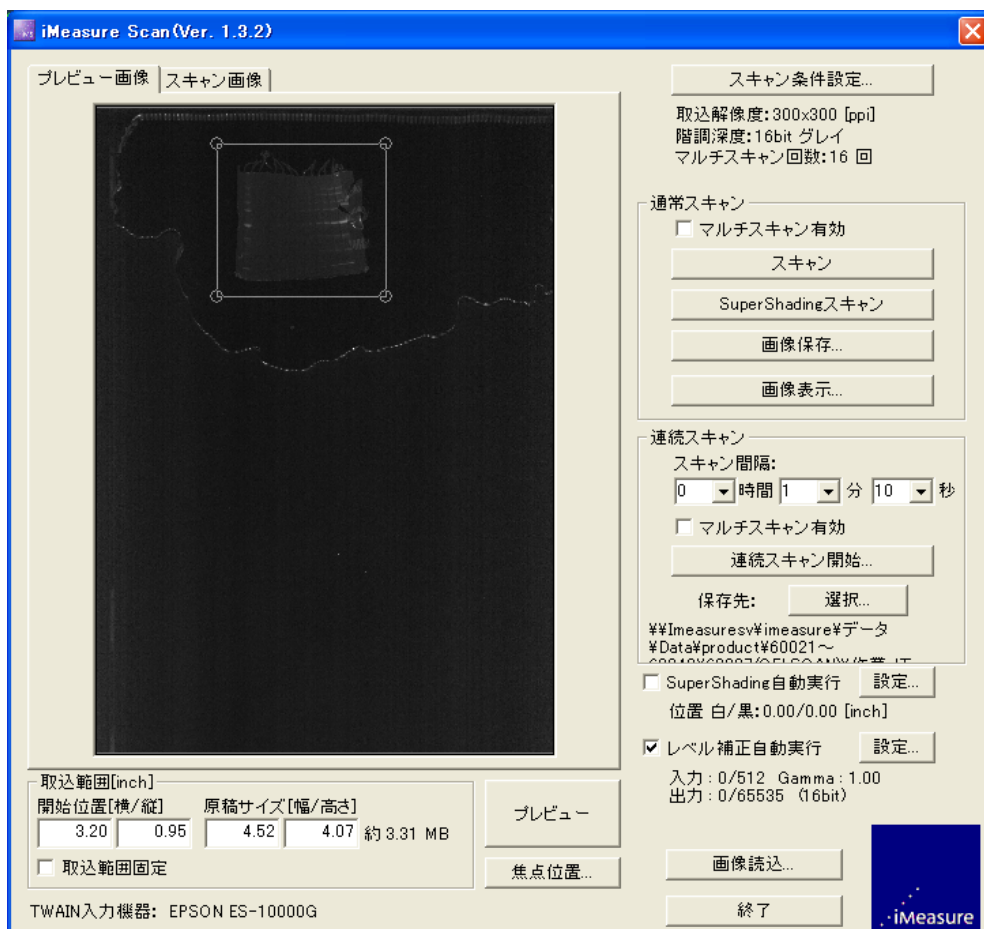 iMeasure Scan(Ver. 1.3.2)
プレビュー画像 スキャン画像
スキャン条件設定...
取込解像度:300x300 [ppi]
階調深度:16bit グレイ
マルチスキャン回数:16 回
通常スキャン
マルチスキャン有効
スキャン
SuperShadingスキャン
画像保存...
画像表示...
連続スキャン
スキャン間隔:
0 時間 1 分 10 秒
マルチスキャン有効
連続スキャン開始...
保存先: 選択...
¥¥Imeasuresv¥imeasure¥データ
¥Data¥product¥60021～
SuperShading自動実行 設定...
位置 白/黒:0.00/0.00 [inch]
レベル補正自動実行 設定...
入力:0/512 Gamma:1.00
出力:0/65535 (16bit)
取込範囲[inch]
開始位置[横/縦] 原稿サイズ[幅/高さ]
3.20 0.95 4.52 4.07 約 3.31 MB
取込範囲固定
プレビュー
焦点位置...
TWAIN入力機器: EPSON ES-10000G
画像読込...
終了
iMeasure